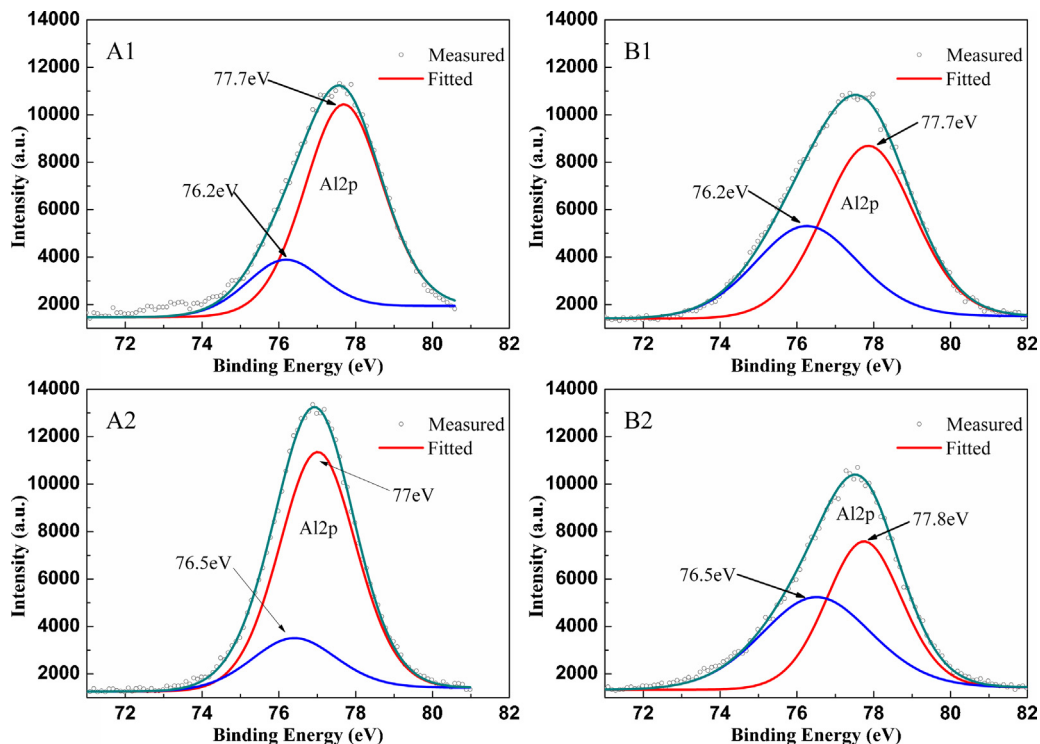 A1
Measured
Fitted
77.7eV
76.2eV
Al2p
Intensity (a.u.)
14000
12000
10000
8000
6000
4000
2000
72 74 76 78 80 82
Binding Energy (eV)
B1
Measured
Fitted
77.7eV
76.2eV
Al2p
Intensity (a.u.)
14000
12000
10000
8000
6000
4000
2000
72 74 76 78 80 82
Binding Energy (eV)
A2
Measured
Fitted
77eV
76.5eV
Al2p
Intensity (a.u.)
14000
12000
10000
8000
6000
4000
2000
72 74 76 78 80 82
Binding Energy (eV)
B2
Measured
Fitted
77.8eV
76.5eV
Al2p
Intensity (a.u.)
14000
12000
10000
8000
6000
4000
2000
72 74 76 78 80 82
Binding Energy (eV)